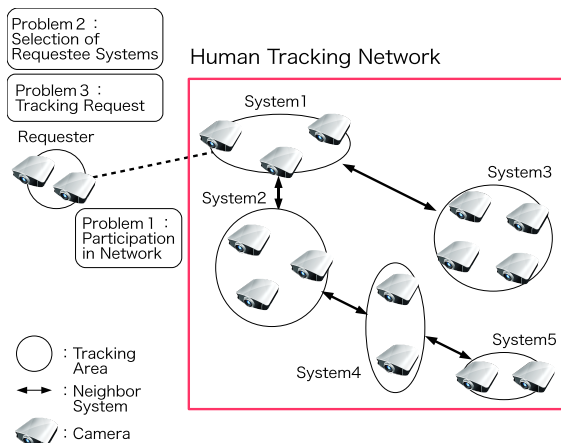 Problem 2 :
Selection of
Requestee Systems
Problem 3 :
Tracking Request
Requester
Problem 1 :
Participation
in Network
Human Tracking Network
System1
System2
System3
System4
System5
: Tracking
Area
: Neighbor
System
: Camera